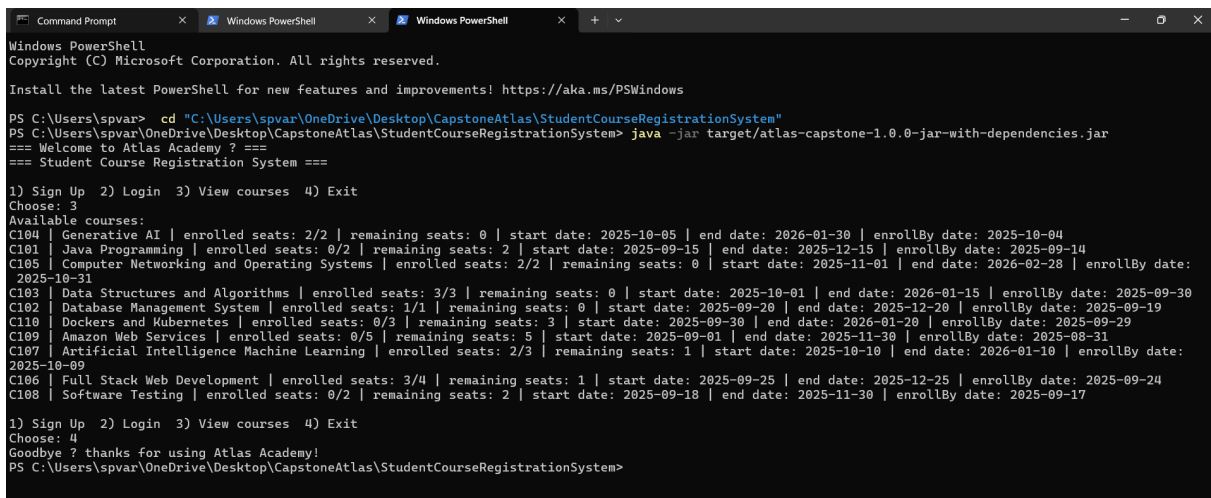 Command Prompt
Windows PowerShell
Windows PowerShell
Windows PowerShell
Copyright (C) Microsoft Corporation. All rights reserved.
Install the latest PowerShell for new features and improvements! https://aka.ms/PSWindows
PS C:\Users\spvar>  cd "C:\Users\spvar\OneDrive\Desktop\CapstoneAtlas\StudentCourseRegistrationSystem"
PS C:\Users\spvar\OneDrive\Desktop\CapstoneAtlas\StudentCourseRegistrationSystem> java -jar target/atlas-capstone-1.0.0-jar-with-dependencies.jar
=== Welcome to Atlas Academy ? ===
=== Student Course Registration System ===
1) Sign Up  2) Login  3) View courses  4) Exit
Choose: 3
Available courses:
C104 | Generative AI | enrolled seats: 2/2 | remaining seats: 0 | start date: 2025-10-05 | end date: 2026-01-30 | enrollBy date: 2025-10-04
C101 | Java Programming | enrolled seats: 0/2 | remaining seats: 2 | start date: 2025-09-15 | end date: 2025-12-15 | enrollBy date: 2025-09-14
C105 | Computer Networking and Operating Systems | enrolled seats: 2/2 | remaining seats: 0 | start date: 2025-11-01 | end date: 2026-02-28 | enrollBy date:
2025-10-31
C103 | Data Structures and Algorithms | enrolled seats: 3/3 | remaining seats: 0 | start date: 2025-10-01 | end date: 2026-01-15 | enrollBy date: 2025-09-30
C102 | Database Management System | enrolled seats: 1/1 | remaining seats: 0 | start date: 2025-09-20 | end date: 2025-12-20 | enrollBy date: 2025-09-19
C110 | Dockers and Kubernetes | enrolled seats: 0/3 | remaining seats: 3 | start date: 2025-09-30 | end date: 2026-01-20 | enrollBy date: 2025-09-29
C109 | Amazon Web Services | enrolled seats: 0/5 | remaining seats: 5 | start date: 2025-09-01 | end date: 2025-11-30 | enrollBy date: 2025-08-31
C107 | Artificial Intelligence Machine Learning | enrolled seats: 2/3 | remaining seats: 1 | start date: 2025-10-10 | end date: 2026-01-10 | enrollBy date:
2025-10-09
C106 | Full Stack Web Development | enrolled seats: 3/4 | remaining seats: 1 | start date: 2025-09-25 | end date: 2025-12-25 | enrollBy date: 2025-09-24
C108 | Software Testing | enrolled seats: 0/2 | remaining seats: 2 | start date: 2025-09-18 | end date: 2025-11-30 | enrollBy date: 2025-09-17
1) Sign Up  2) Login  3) View courses  4) Exit
Choose: 4
Goodbye ? thanks for using Atlas Academy!
PS C:\Users\spvar\OneDrive\Desktop\CapstoneAtlas\StudentCourseRegistrationSystem>